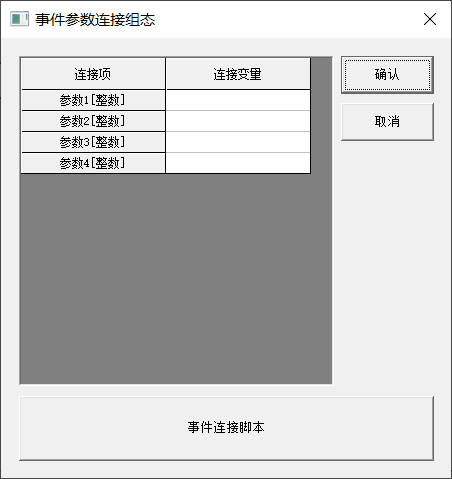 事件参数连接组态
连接项 连接变量
参数1[整数]
参数2[整数]
参数3[整数]
参数4[整数]
确认
取消
事件连接脚本